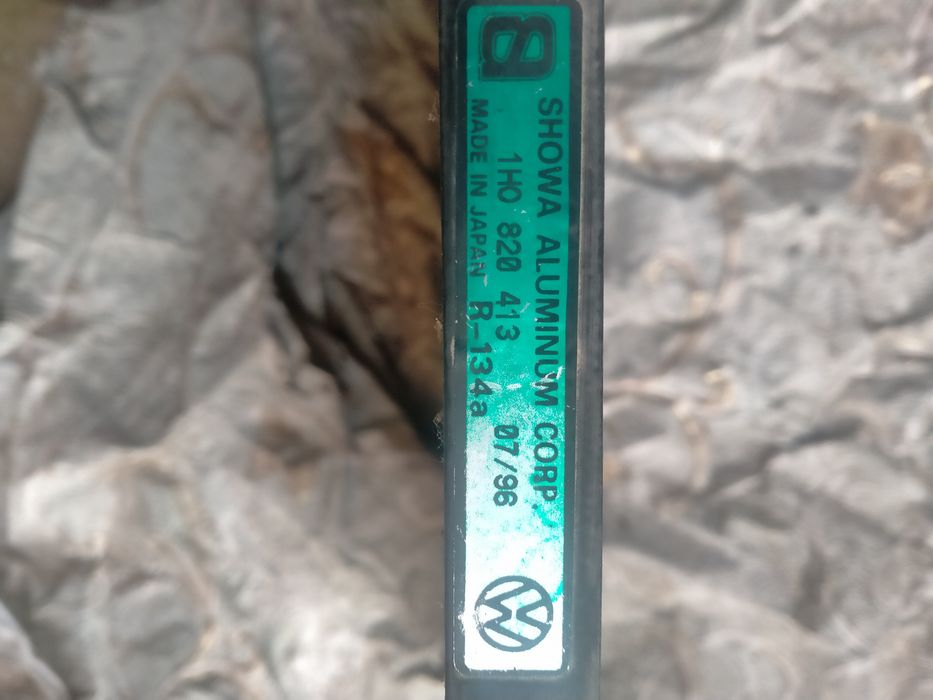 SHOWA ALUMINUM CORP.
1H0 820 413 07/96
MADE IN JAPAN R-134a